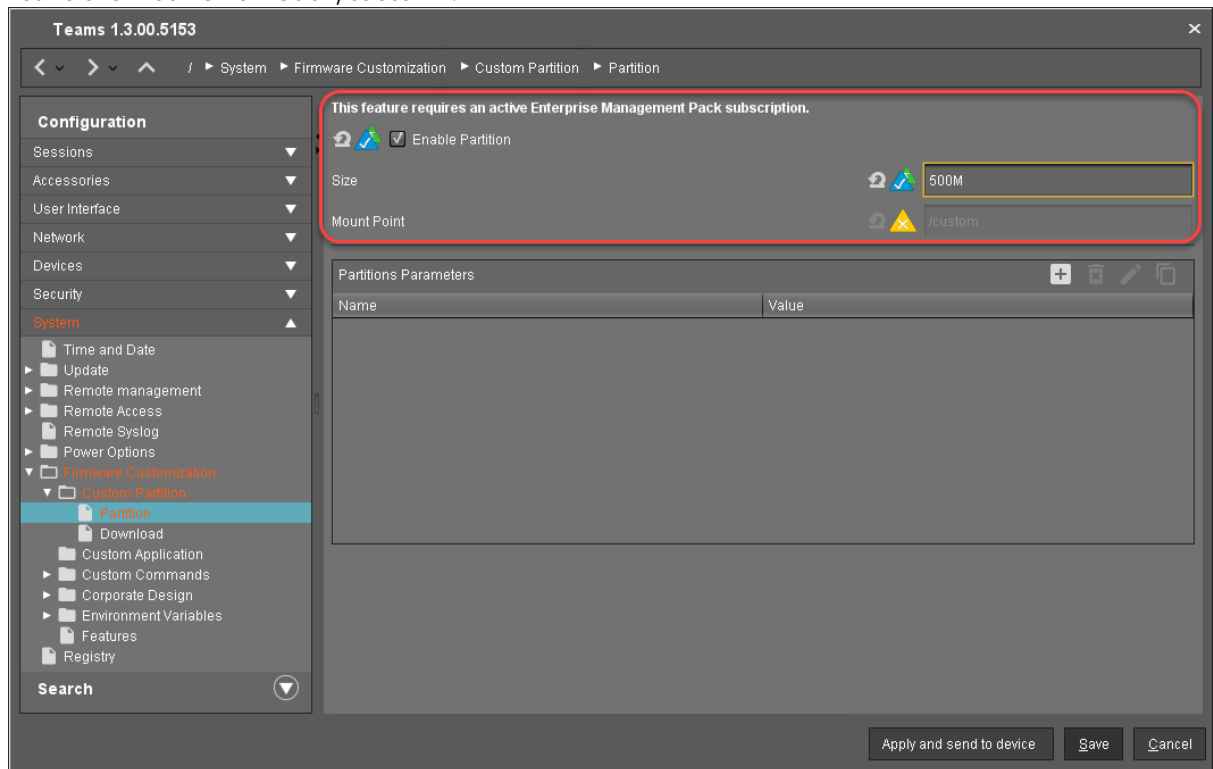 Teams 1.3.00.5153
/ System Firmware Customization Custom Partition Partition
Configuration
Sessions
Accessories
User Interface
Network
Devices
Security
System
Time and Date
Update
Remote management
Remote Access
Remote Syslog
Power Options
Firmware Customization
Custom Partition
Partition
Download
Custom Application
Custom Commands
Corporate Design
Environment Variables
Features
Registry
Search
This feature requires an active Enterprise Management Pack subscription.
Enable Partition
Size 500M
Mount Point /custom
Partitions Parameters
Name Value
Apply and send to device Save Cancel